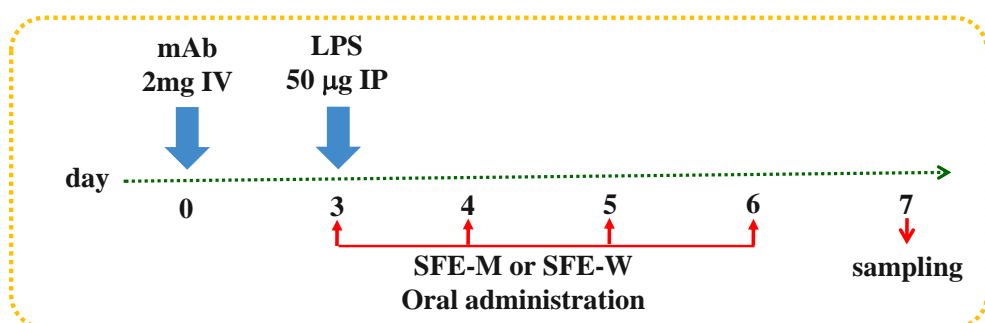 mAb
2mg IV
LPS
50 μg IP
day
0
3
4
5
6
7
SFE-M or SFE-W
Oral administration
sampling